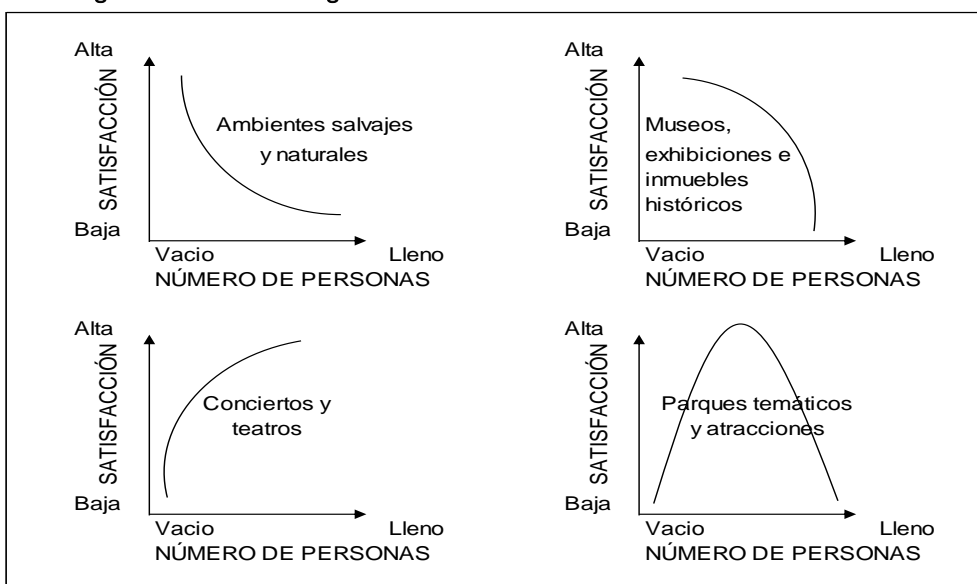 Alta
SATISFACCIÓN
Ambientes salvajes
y naturales
Baja
Vacio
Lleno
NÚMERO DE PERSONAS
Alta
SATISFACCIÓN
Museos,
exhibiciones e
inmuebles
históricos
Baja
Vacio
Lleno
NÚMERO DE PERSONAS
Alta
SATISFACCIÓN
Conciertos y
teatros
Baja
Vacio
Lleno
NÚMERO DE PERSONAS
Alta
SATISFACCIÓN
Parques temáticos
y atracciones
Baja
Vacio
Lleno
NÚMERO DE PERSONAS